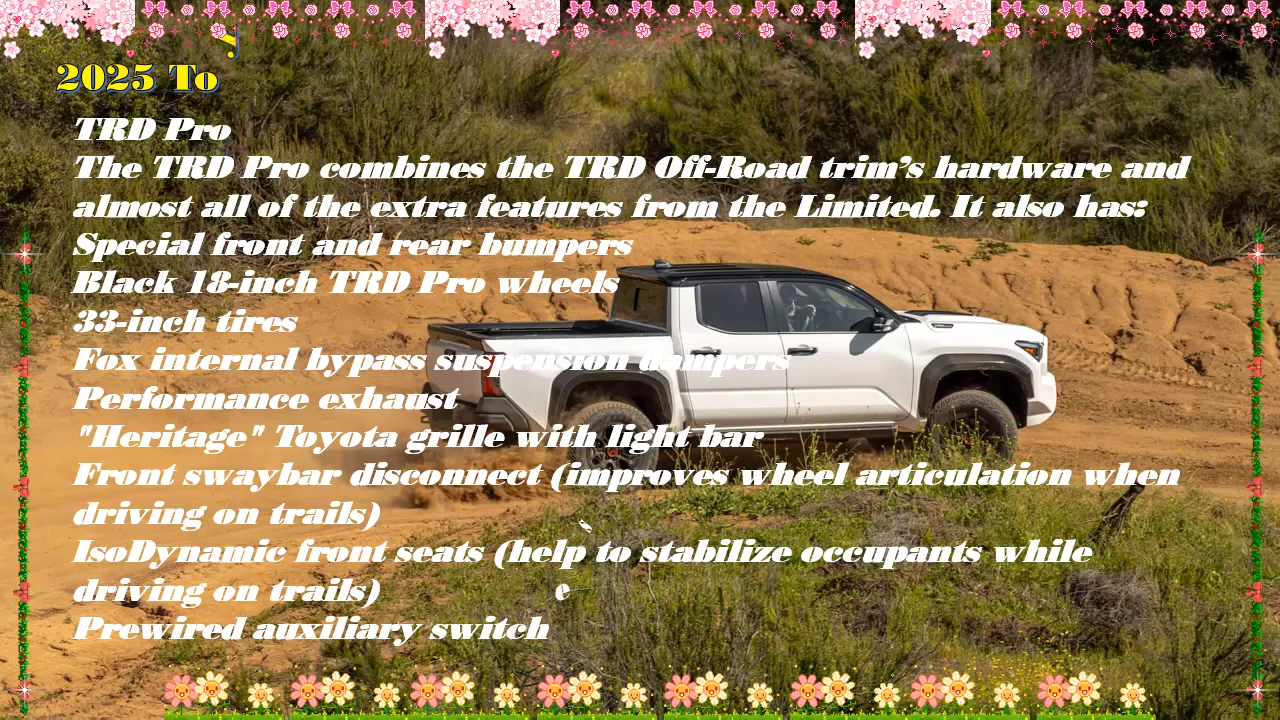 2025 To
TRD Pro
The TRD Pro combines the TRD Off-Road trim’s hardware and
almost all of the extra features from the Limited. It also has:
Special front and rear bumpers
Black 18-inch TRD Pro wheels
33-inch tires
Fox internal bypass suspension dampers
Performance exhaust
"Heritage" Toyota grille with light bar
Front swaybar disconnect (improves wheel articulation when
driving on trails)
IsoDynamic front seats (help to stabilize occupants while
driving on trails)
e
Prewired auxiliary switch